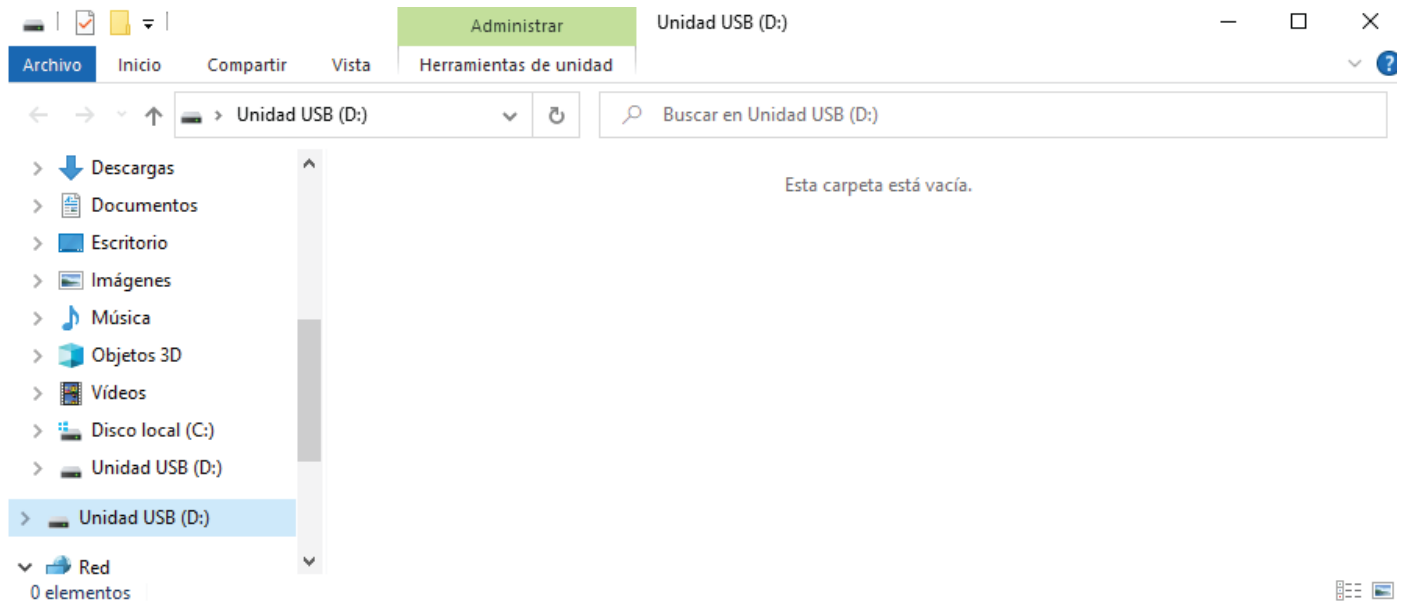 Administrar
Unidad USB (D:)
Archivo
Inicio
Compartir
Vista
Herramientas de unidad
?
Unidad USB (D:)
Buscar en Unidad USB (D:)
Descargas
Documentos
Escritorio
Imágenes
Música
Objetos 3D
Vídeos
Disco local (C:)
Unidad USB (D:)
Unidad USB (D:)
Red
Esta carpeta está vacía.
0 elementos